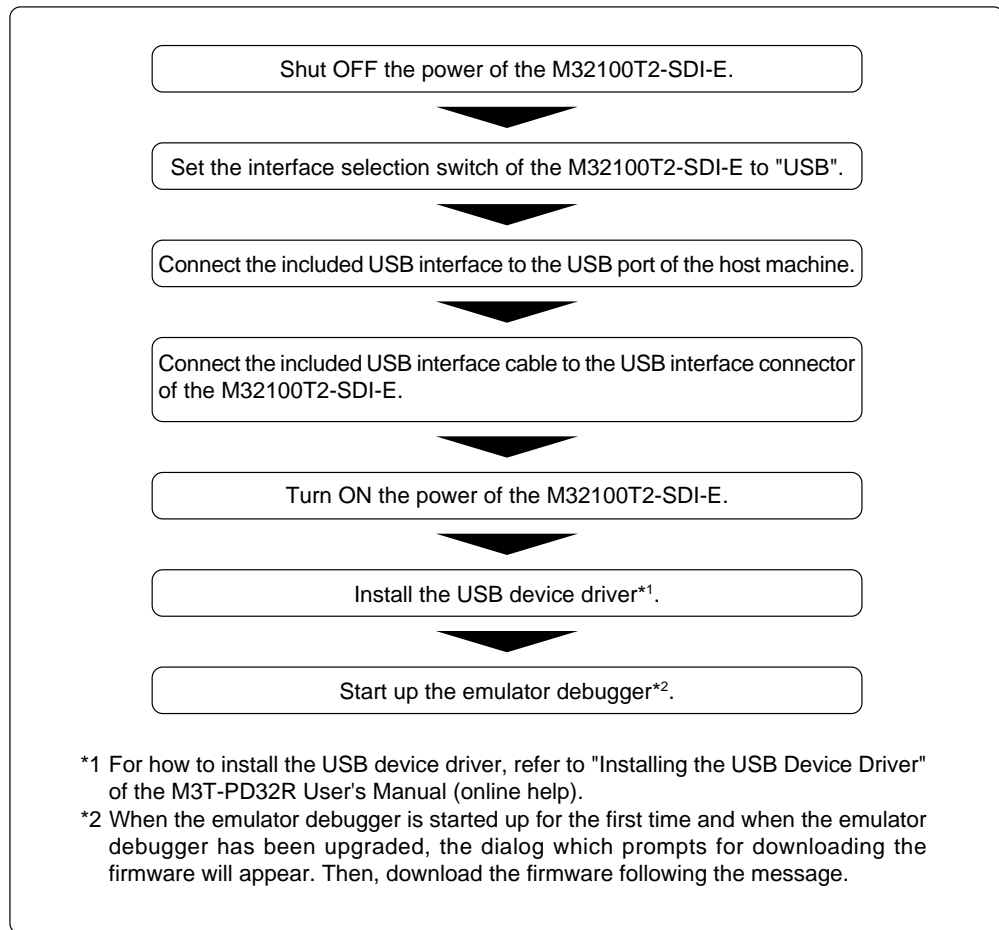 Shut OFF the power of the M32100T2-SDI-E.
Set the interface selection switch of the M32100T2-SDI-E to "USB".
Connect the included USB interface to the USB port of the host machine.
Connect the included USB interface cable to the USB interface connector
of the M32100T2-SDI-E.
Turn ON the power of the M32100T2-SDI-E.
Install the USB device driver*1.
Start up the emulator debugger*2.
*1 For how to install the USB device driver, refer to "Installing the USB Device Driver"
of the M3T-PD32R User's Manual (online help).
*2 When the emulator debugger is started up for the first time and when the emulator
debugger has been upgraded, the dialog which prompts for downloading the
firmware will appear. Then, download the firmware following the message.